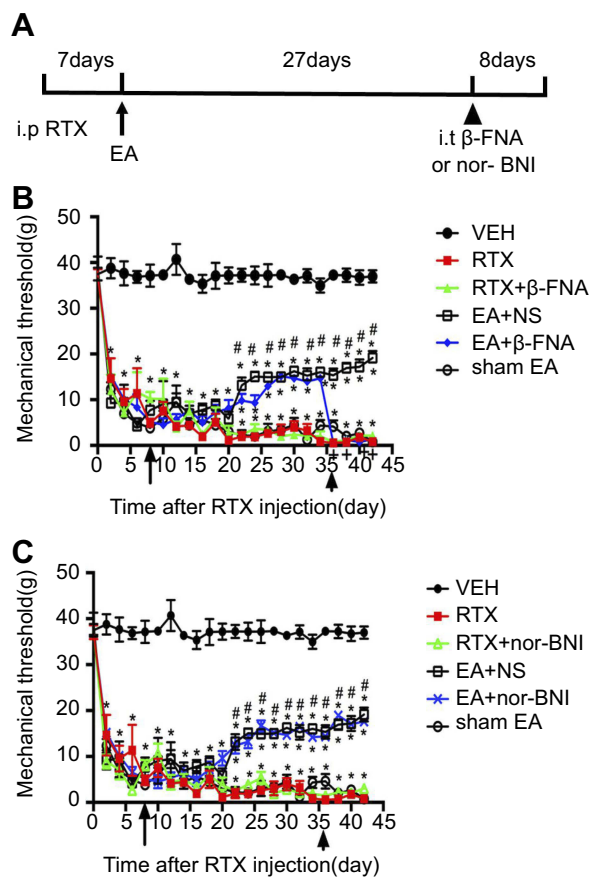 A
7days 27days 8days
i.p RTX
EA
i.t β-FNA
or nor- BNI
B
Mechanical threshold(g)
50
40
30
20
10
0
0 5 10 15 20 25 30 35 40 45
Time after RTX injection(day)
VEH
RTX
RTX+β-FNA
EA+NS
EA+β-FNA
sham EA
* * * * * * * * * * * * * * * * * * * * *
# # # # # # # # # # #
+ + + +
C
Mechanical threshold(g)
50
40
30
20
10
0
0 5 10 15 20 25 30 35 40 45
Time after RTX injection(day)
VEH
RTX
RTX+nor-BNI
EA+NS
EA+nor-BNI
sham EA
* * * * * * * * * * * * * * * * * * * * *
# # # # # # # # # # #